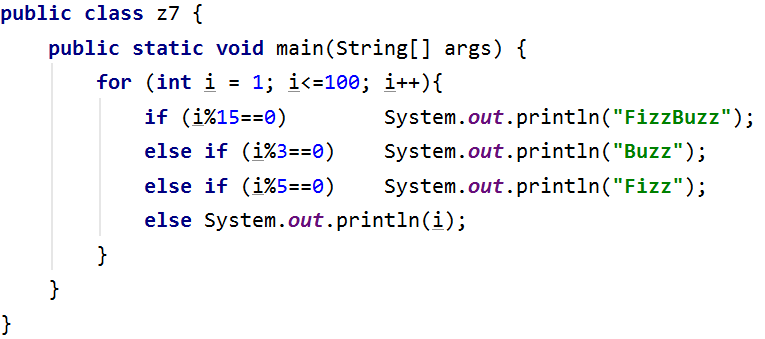 public class z7 {
    public static void main(String[] args) {
        for (int i = 1; i<=100; i++){
            if (i%15==0)        System.out.println("FizzBuzz");
            else if (i%3==0)    System.out.println("Buzz");
            else if (i%5==0)    System.out.println("Fizz");
            else System.out.println(i);
        }
    }
}